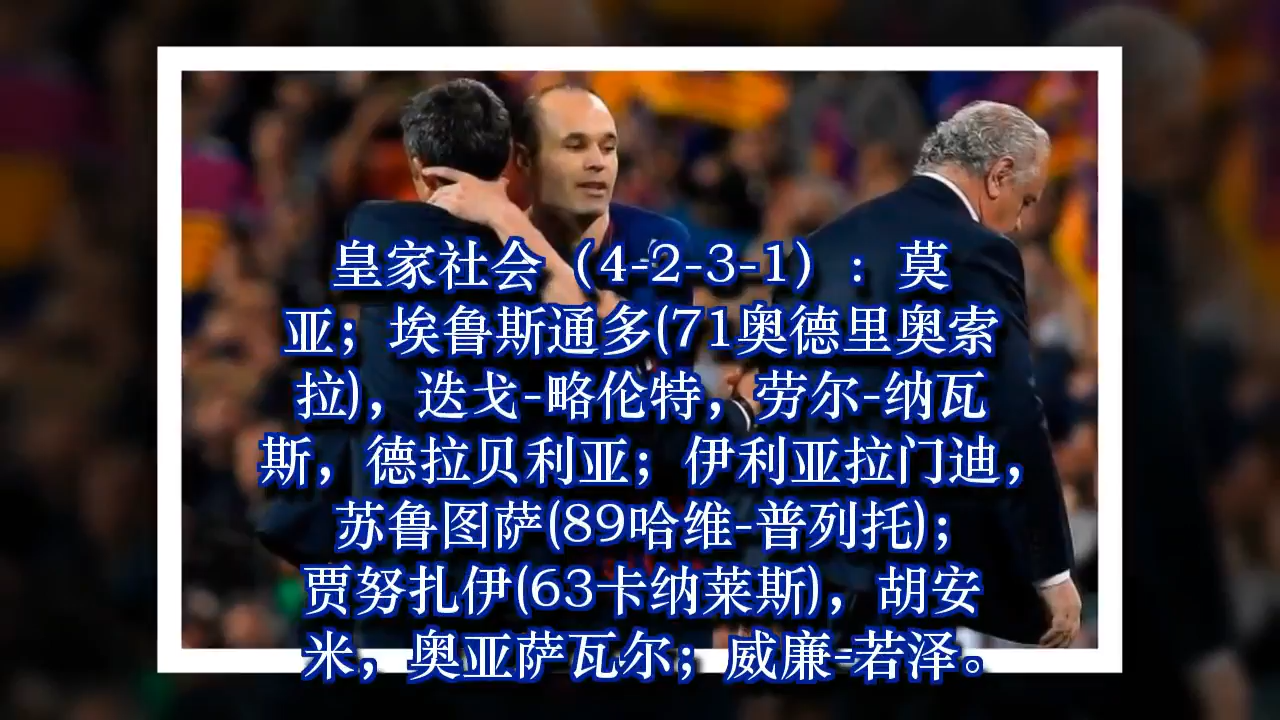 皇家社会（4-2-3-1）：莫
亚；埃鲁斯通多(71奥德里奥索
拉)，迭戈-略伦特，劳尔-纳瓦
斯，德拉贝利亚；伊利亚拉门迪，
苏鲁图萨(89哈维-普列托)；
贾努扎伊(63卡纳莱斯)，胡安
米，奥亚萨瓦尔；威廉-若泽。